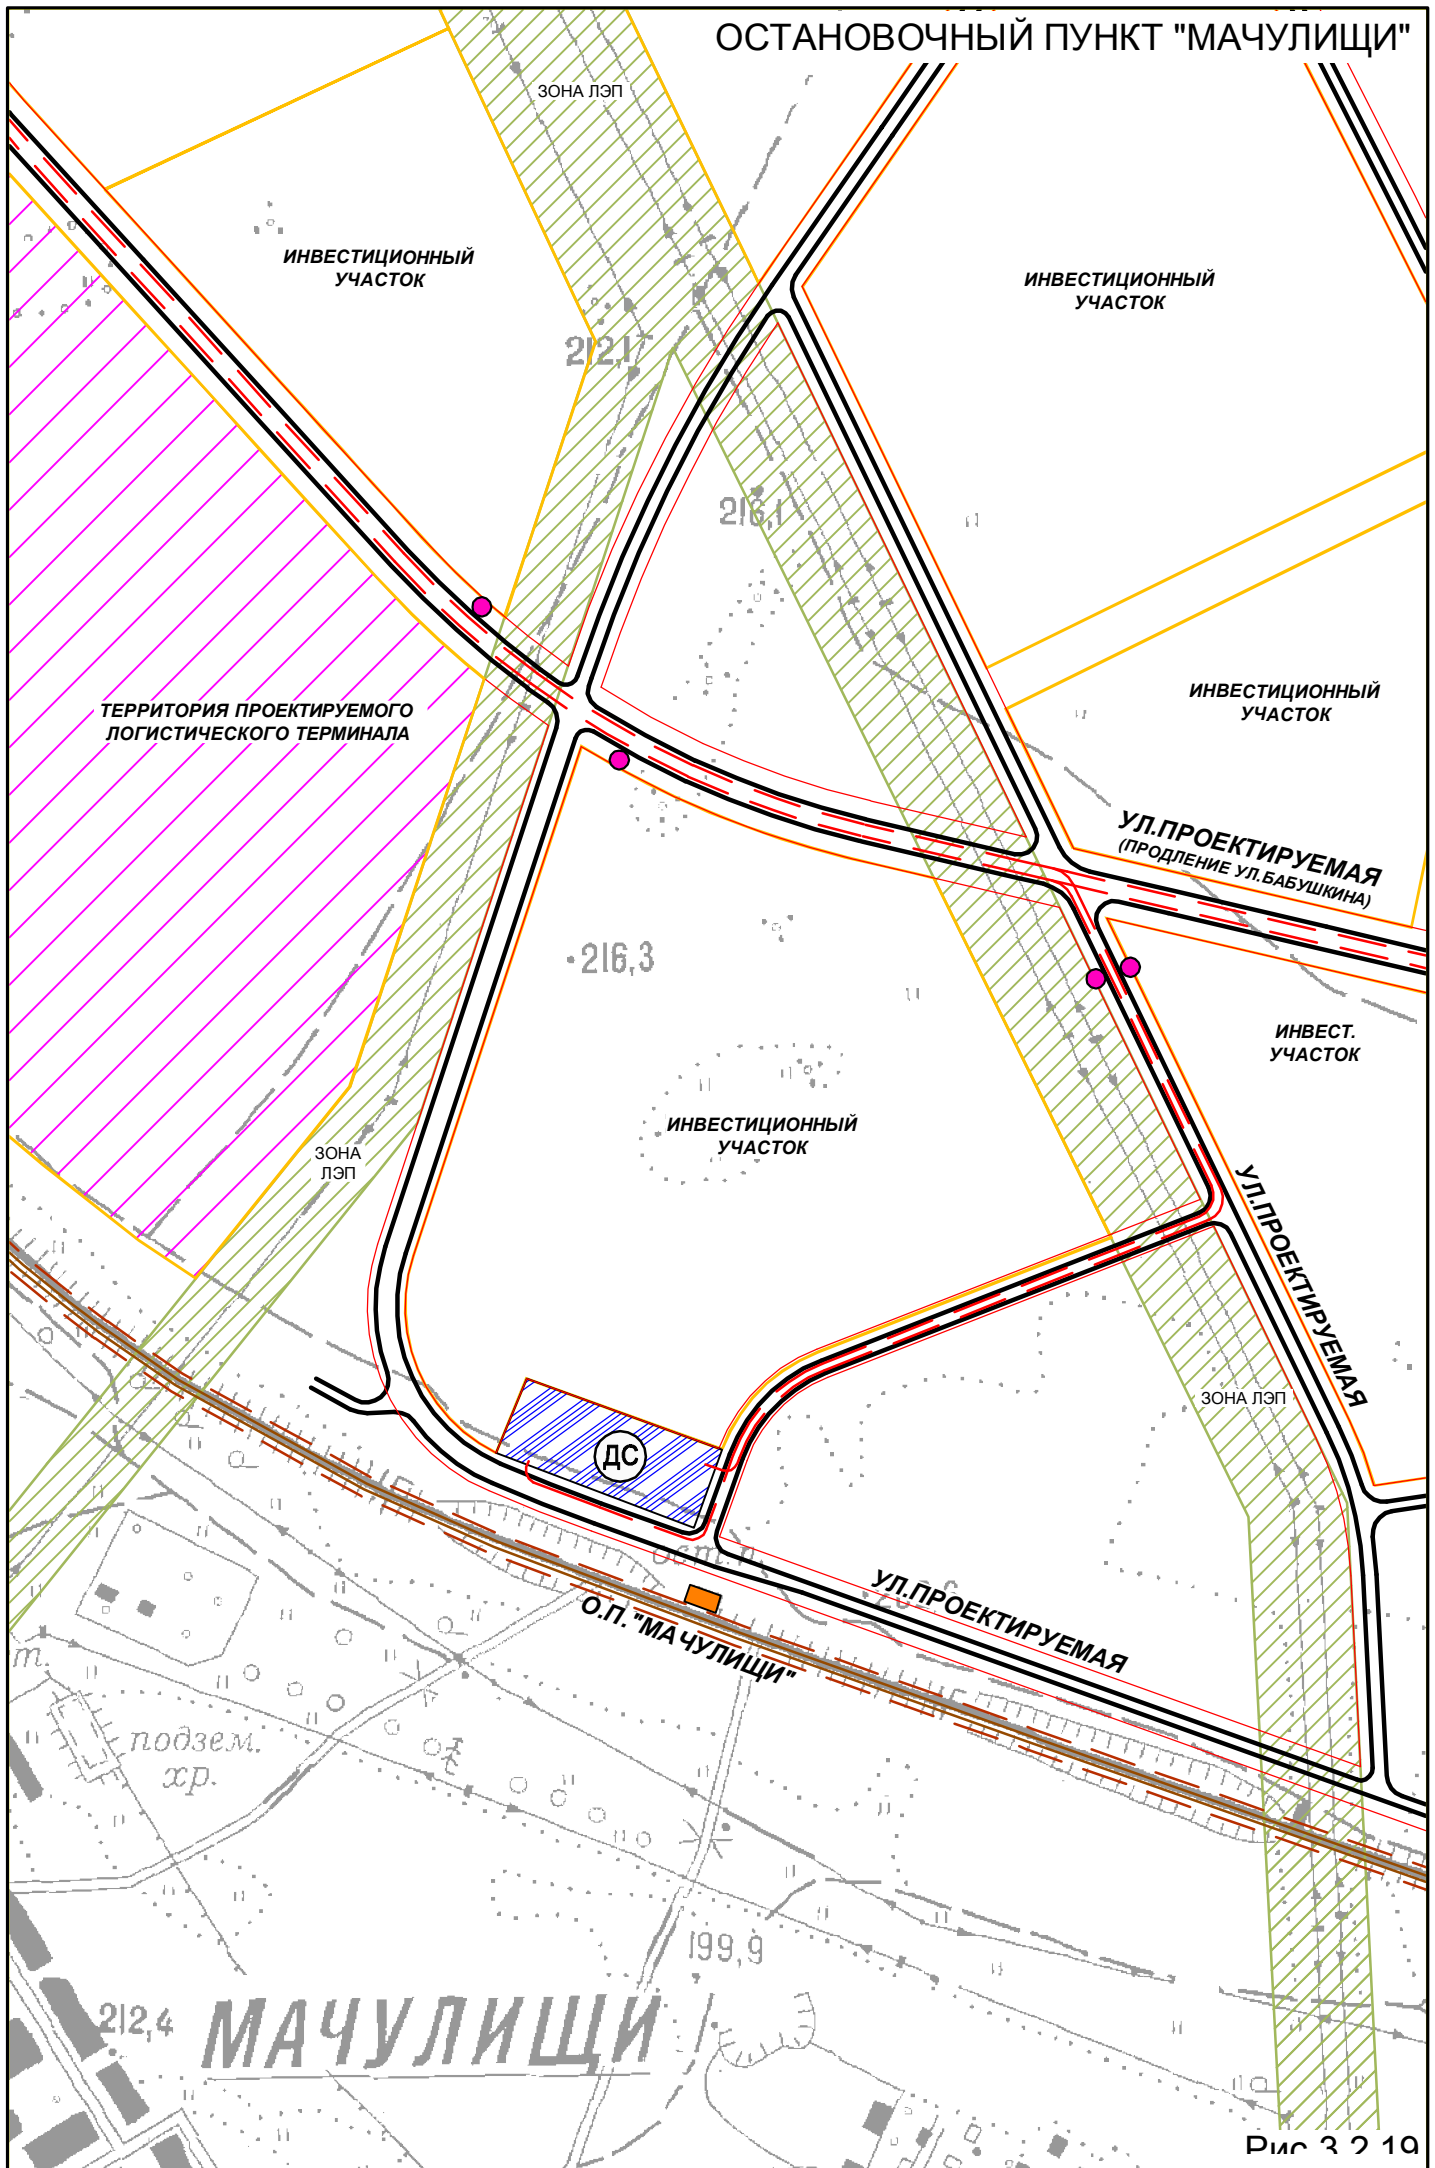 ОСТАНОВОЧНЫЙ ПУНКТ "МАЧУЛИЩИ"
ЗОНА ЛЭП
ИНВЕСТИЦИОННЫЙ
УЧАСТОК
ИНВЕСТИЦИОННЫЙ
УЧАСТОК
212,1
216,1
ИНВЕСТИЦИОННЫЙ
УЧАСТОК
ТЕРРИТОРИЯ ПРОЕКТИРУЕМОГО
ЛОГИСТИЧЕСКОГО ТЕРМИНАЛА
УЛ.ПРОЕКТИРУЕМАЯ
(ПРОДЛЕНИЕ УЛ.БАБУШКИНА)
216,3
ИНВЕСТ.
УЧАСТОК
ИНВЕСТИЦИОННЫЙ
УЧАСТОК
ЗОНА
ЛЭП
УЛ.ПРОЕКТИРУЕМАЯ
ЗОНА ЛЭП
ДС
ост.п.
УЛ.ПРОЕКТИРУЕМАЯ
О.П. "МАЧУЛИЩИ"
т.
подзем.
хр.
199,9
212,4
МАЧУЛИЩИ
Рис.3.2.19